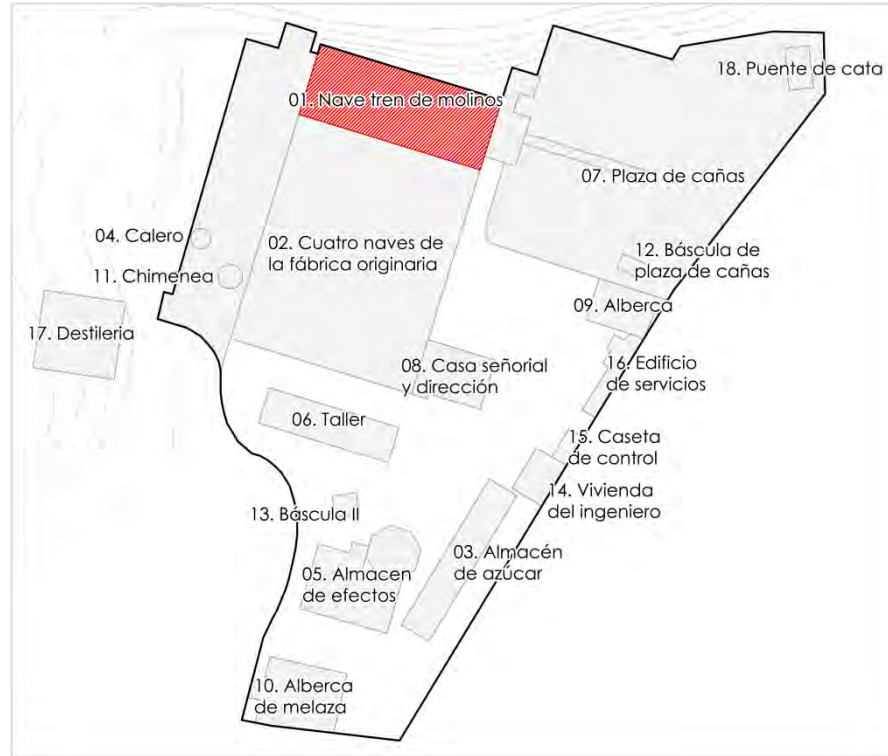 18. Puente de cata
01. Nave tren de molinos
07. Plaza de cañas
04. Calero
02. Cuatro naves de
la fábrica originaria
12. Báscula de
plaza de cañas
11. Chimenea
09. Alberca
17. Destileria
08. Casa señorial
y dirección
16. Edificio
de servicios
06. Taller
15. Caseta
de control
14. Vivienda
del ingeniero
13. Báscula II
03. Almacén
de azúcar
05. Almacen
de efectos
10. Alberca
de melaza